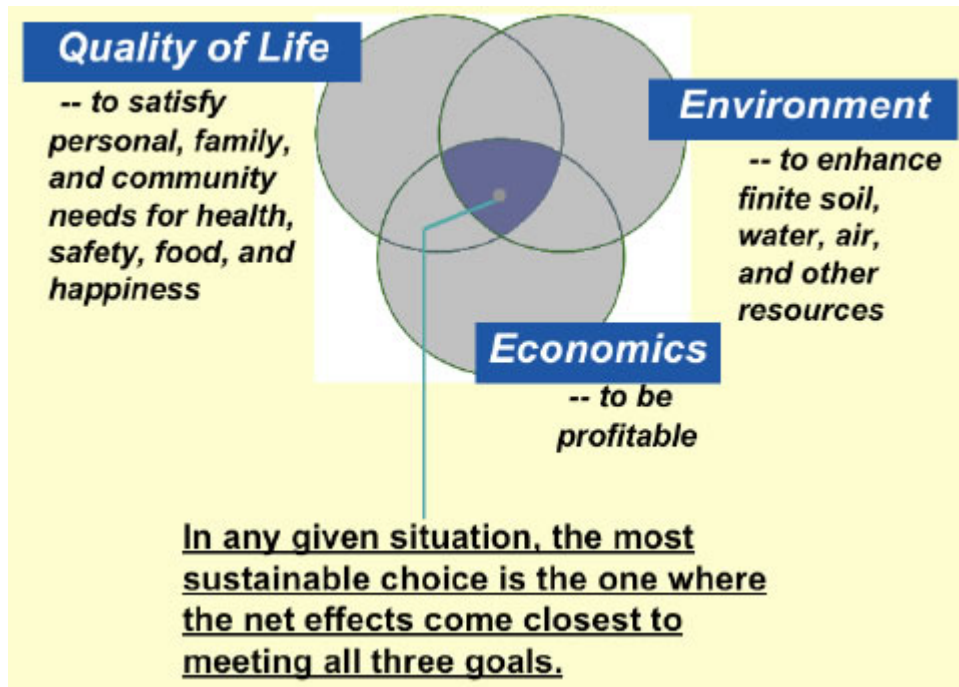 Quality of Life
-- to satisfy
personal, family,
and community
needs for health,
safety, food, and
happiness
Environment
-- to enhance
finite soil,
water, air,
and other
resources
Economics
-- to be
profitable
In any given situation, the most
sustainable choice is the one where
the net effects come closest to
meeting all three goals.